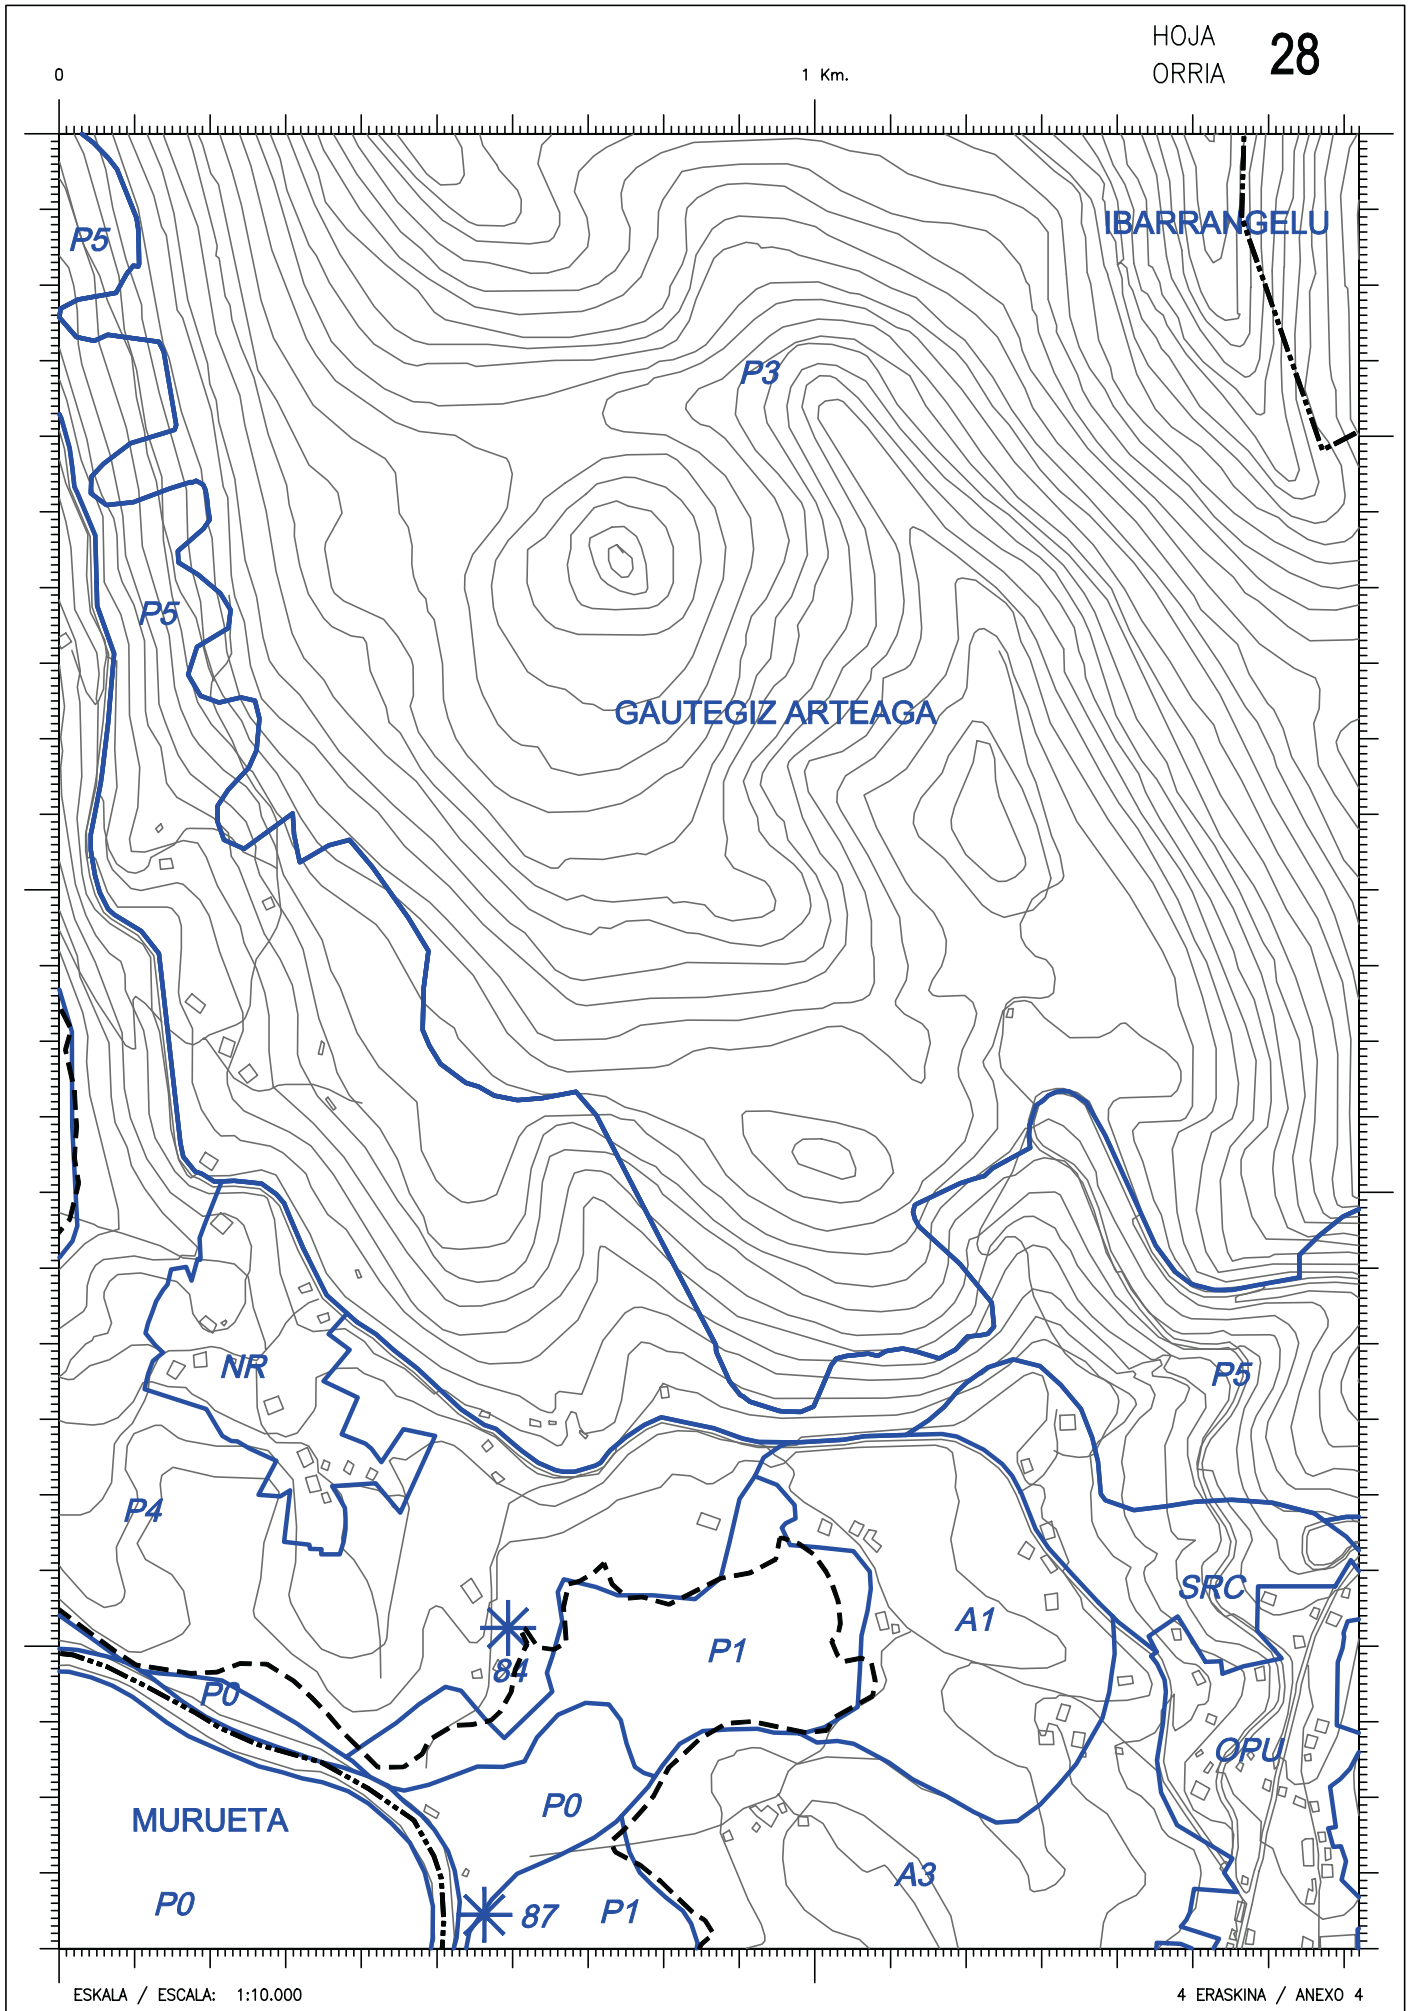 HOJA
ORRIA
28
0
1 Km.
P5
IBARRANGELU
P3
P5
GAUTEGIZ ARTEAGA
NR
P5
P4
SRC
A1
P1
84
P0
OPU
P0
MURUETA
A3
P0
87
P1
ESKALA / ESCALA: 1:10.000
4 ERASKINA / ANEXO 4